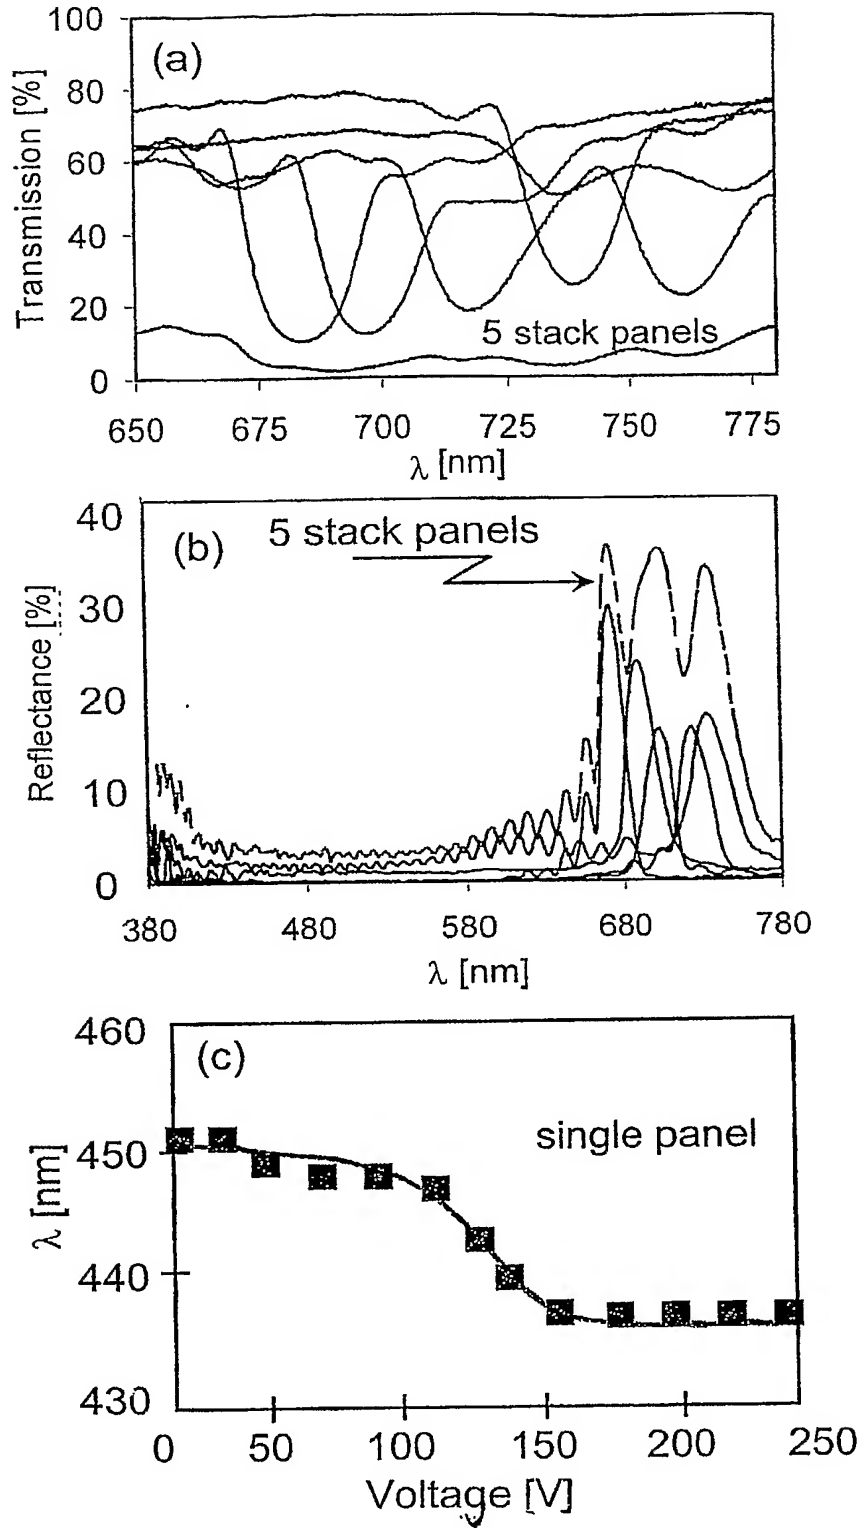 100
(a)
80
60
40
20
0
Transmission [%]
5 stack panels
650 675 700 725 750 775
λ [nm]
40
(b)
5 stack panels
30
20
10
0
Reflectance [%]
380 480 580 680 780
λ [nm]
460
(c)
single panel
450
440
430
λ [nm]
0 50 100 150 200 250
Voltage [V]